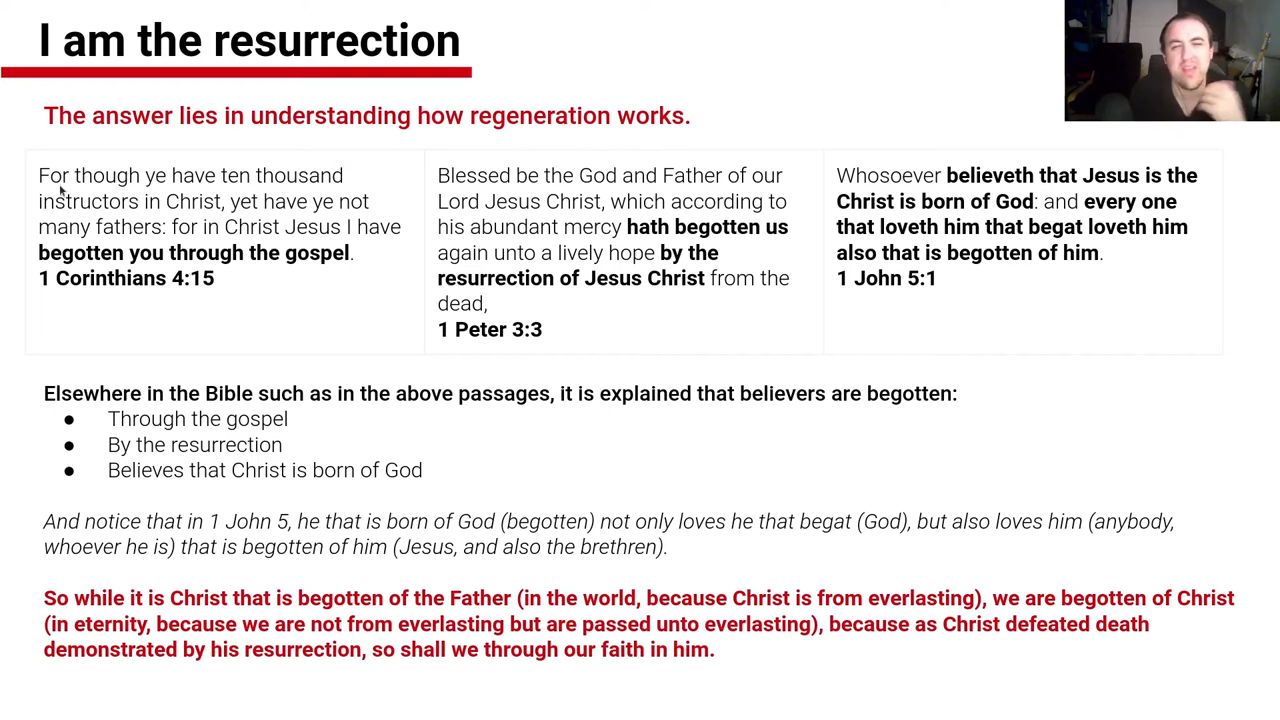 I am the resurrection
The answer lies in understanding how regeneration works.
For though ye have ten thousand
instructors in Christ, yet have ye not
many fathers: for in Christ Jesus I have
begotten you through the gospel.
1 Corinthians 4:15
Blessed be the God and Father of our
Lord Jesus Christ, which according to
his abundant mercy hath begotten us
again unto a lively hope by the
resurrection of Jesus Christ from the
dead,
1 Peter 3:3
Whosoever believeth that Jesus is the
Christ is born of God: and every one
that loveth him that begat loveth him
also that is begotten of him.
1 John 5:1
Elsewhere in the Bible such as in the above passages, it is explained that believers are begotten:
● Through the gospel
● By the resurrection
● Believes that Christ is born of God
And notice that in 1 John 5, he that is born of God (begotten) not only loves he that begat (God), but also loves him (anybody,
whoever he is) that is begotten of him (Jesus, and also the brethren).
So while it is Christ that is begotten of the Father (in the world, because Christ is from everlasting), we are begotten of Christ
(in eternity, because we are not from everlasting but are passed unto everlasting), because as Christ defeated death
demonstrated by his resurrection, so shall we through our faith in him.